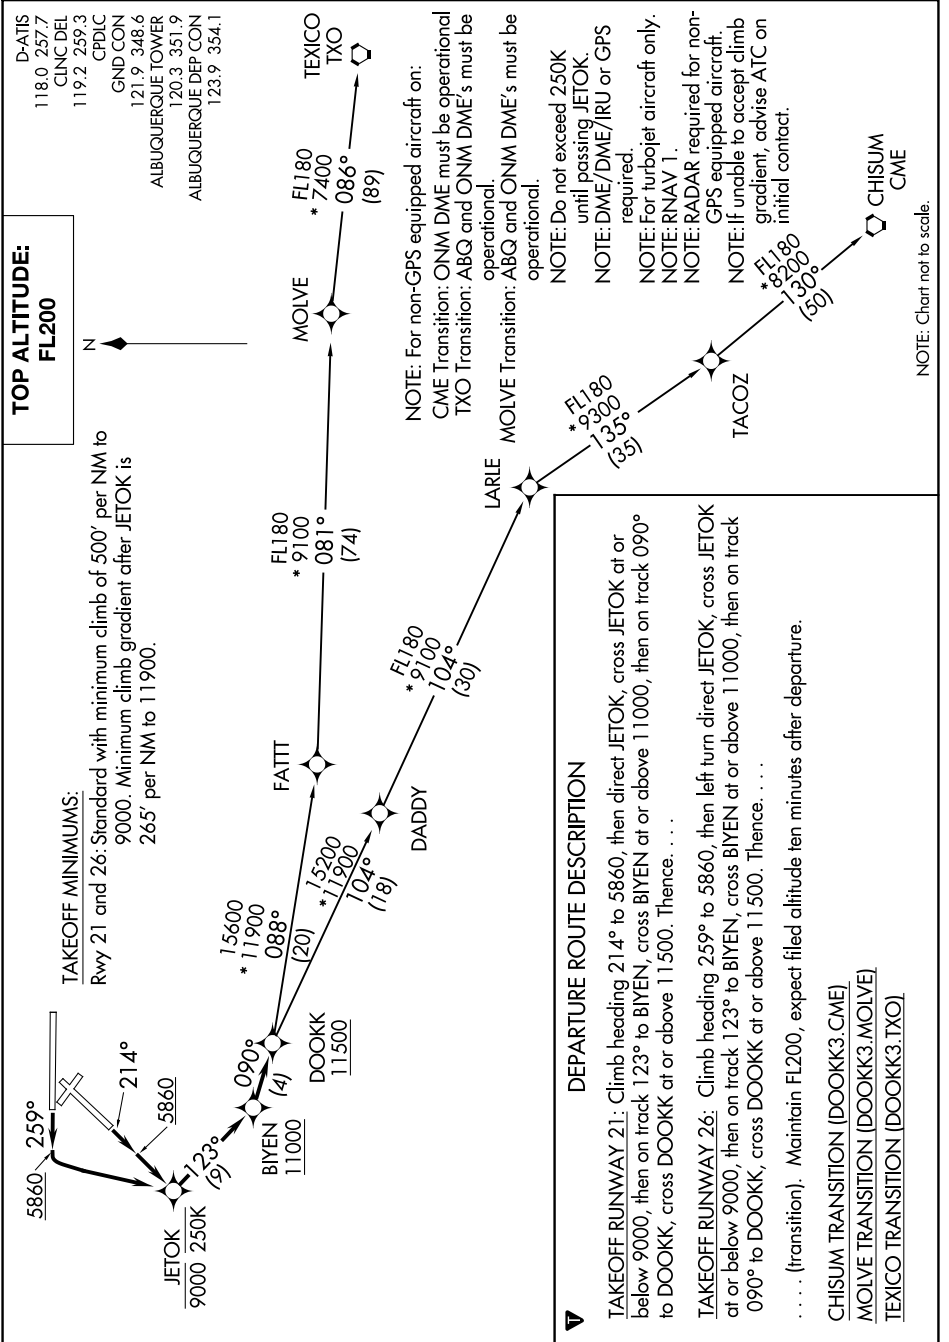 D-ATIS
118.0 257.7
CLNC DEL
119.2 259.3
CPDLC
GND CON
121.9 348.6
ALBUQUERQUE TOWER
120.3 351.9
ALBUQUERQUE DEP CON
123.9 354.1
TOP ALTITUDE:
FL200
N
TAKEOFF MINIMUMS:
Rwy 21 and 26: Standard with minimum climb of 500' per NM to
9000. Minimum climb gradient after JETOK is
265' per NM to 11900.
5860
259°
214°
5860
JETOK
9000 250K
123°
(9)
BIYEN
11000
090°
(4)
DOOKK
11500
15600
*11900
088°
(20)
15200
*11900
104°
(18)
FATTT
DADDY
FL180
*9100
081°
(74)
FL180
*9100
104°
(30)
MOLVE
FL180
*7400
086°
(89)
TEXICO
TXO
LARLE
FL180
*9300
135°
(35)
TACOZ
FL180
*8200
130°
(50)
CHISUM
CME
NOTE: For non-GPS equipped aircraft on:
CME Transition: ONM DME must be operational
TXO Transition: ABQ and ONM DME's must be
operational.
MOLVE Transition: ABQ and ONM DME's must be
operational.
NOTE: Do not exceed 250K
until passing JETOK.
NOTE: DME/DME/IRU or GPS
required.
NOTE: For turbojet aircraft only.
NOTE: RNAV 1.
NOTE: RADAR required for non-
GPS equipped aircraft.
NOTE: If unable to accept climb
gradient, advise ATC on
initial contact.
NOTE: Chart not to scale.
T
DEPARTURE ROUTE DESCRIPTION
TAKEOFF RUNWAY 21: Climb heading 214° to 5860, then direct JETOK, cross JETOK at or
below 9000, then on track 123° to BIYEN, cross BIYEN at or above 11000, then on track 090°
to DOOKK, cross DOOKK at or above 11500. Thence. . . .
TAKEOFF RUNWAY 26: Climb heading 259° to 5860, then left turn direct JETOK, cross JETOK
at or below 9000, then on track 123° to BIYEN, cross BIYEN at or above 11000, then on track
090° to DOOKK, cross DOOKK at or above 11500. Thence. . . .
. . . . (transition). Maintain FL200, expect filed altitude ten minutes after departure.
CHISUM TRANSITION (DOOKK3.CME)
MOLVE TRANSITION (DOOKK3.MOLVE)
TEXICO TRANSITION (DOOKK3.TXO)